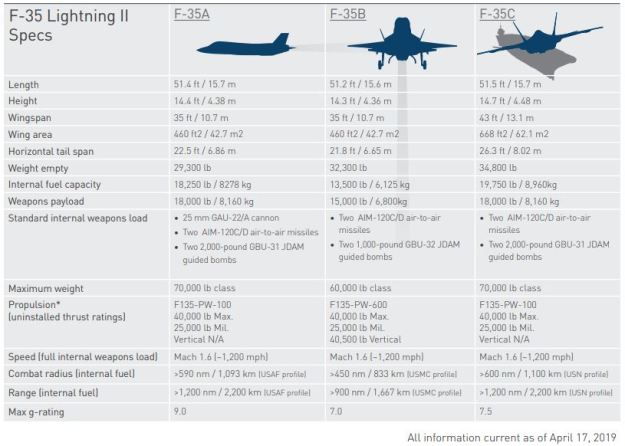 F-35 Lightning II
Specs
F-35A F-35B F-35C
Length 51.4 ft / 15.7 m 51.2 ft / 15.6 m 51.5 ft / 15.7 m
Height 14.4 ft / 4.38 m 14.3 ft / 4.36 m 14.7 ft / 4.48 m
Wingspan 35 ft / 10.7 m 35 ft / 10.7 m 43 ft / 13.1 m
Wing area 460 ft2 / 42.7 m2 460 ft2 / 42.7 m2 668 ft2 / 62.1 m2
Horizontal tail span 22.5 ft / 6.86 m 21.8 ft / 6.65 m 26.3 ft / 8.02 m
Weight empty 29,300 lb 32,300 lb 34,800 lb
Internal fuel capacity 18,250 lb / 8278 kg 13,500 lb / 6,125 kg 19,750 lb / 8,960kg
Weapons payload 18,000 lb / 8,160 kg 15,000 lb / 6,800kg 18,000 lb / 8,160 kg
Standard internal weapons load
• 25 mm GAU-22/A cannon
• Two AIM-120C/D air-to-air missiles
• Two 2,000-pound GBU-31 JDAM
guided bombs
• Two AIM-120C/D air-to-air
missiles
• Two 1,000-pound GBU-32 JDAM
guided bombs
• Two AIM-120C/D air-to-air
missiles
• Two 2,000-pound GBU-31 JDAM
guided bombs
Maximum weight 70,000 lb class 60,000 lb class 70,000 lb class
Propulsion* F135-PW-100 F135-PW-600 F135-PW-100
(uninstalled thrust ratings) 40,000 lb Max. 40,000 lb Max. 40,000 lb Max.
25,000 lb Mil. 25,000 lb Mil. 25,000 lb Mil.
Vertical N/A 40,500 lb Vertical Vertical N/A
Speed (full internal weapons load) Mach 1.6 (~1,200 mph) Mach 1.6 (~1,200 mph) Mach 1.6 (~1,200 mph)
Combat radius (internal fuel) >590 nm / 1,093 km (USAF profile) >450 nm / 833 km (USMC profile) >600 nm / 1,100 km (USN profile)
Range (internal fuel) >1,200 nm / 2,200 km (USAF profile) >900 nm / 1,667 km (USMC profile) >1,200 nm / 2,200 km (USN profile)
Max g-rating 9.0 7.0 7.5
All information current as of April 17, 2019